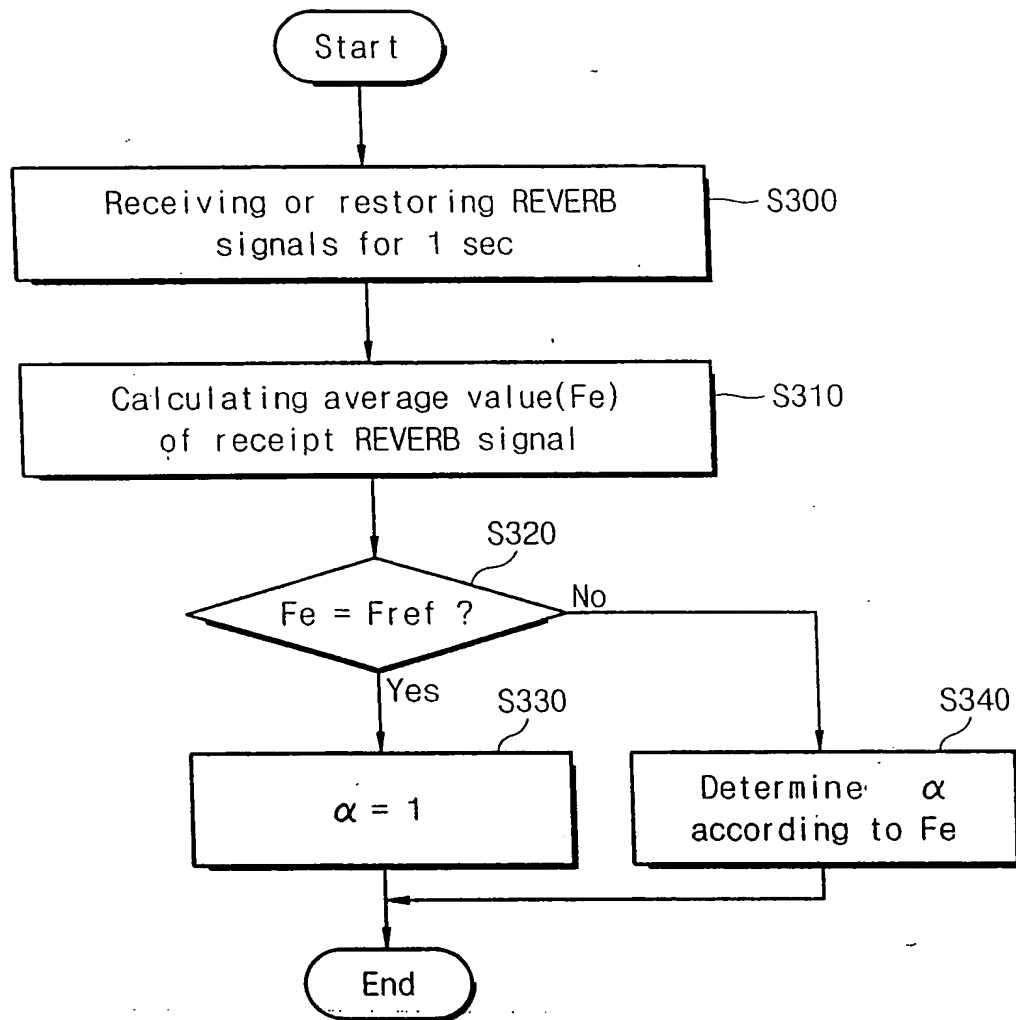 Start
Receiving or restoring REVERB
signals for 1 sec
S300
Calculating average value(Fe)
of receipt REVERB signal
S310
S320
Fe = Fref ?
No
Yes
S330
α = 1
S340
Determine α
according to Fe
End